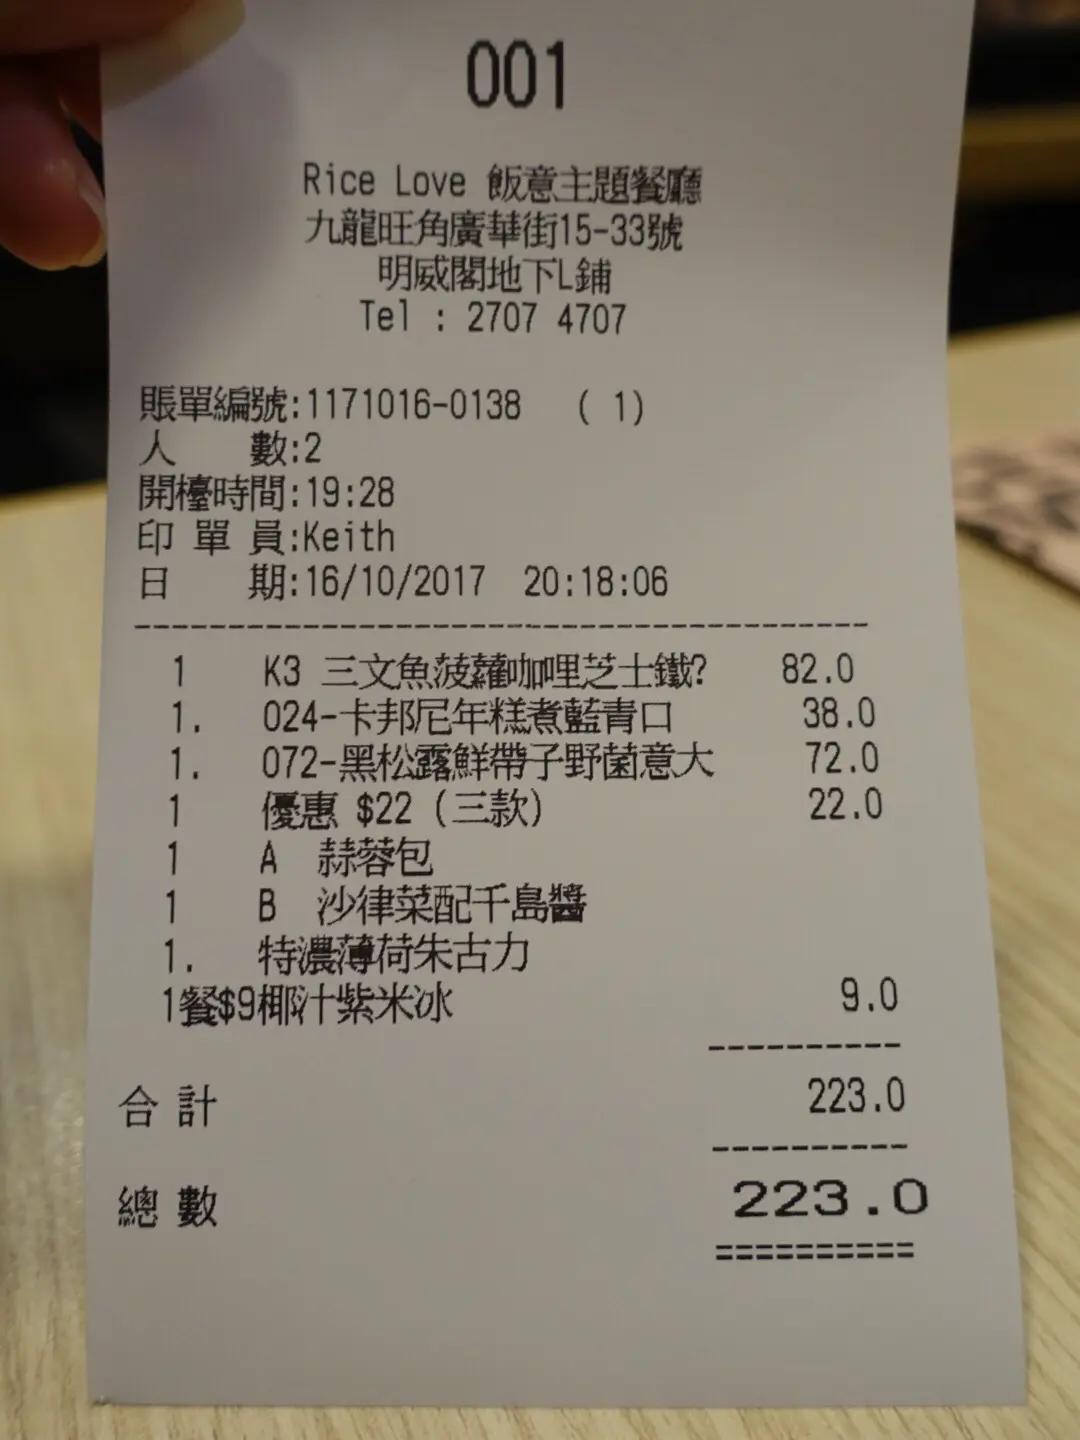 001
Rice Love 飯意主題餐廳
九龍旺角廣華街15-33號
明威閣地下L鋪
Tel : 2707 4707
賬單編號:1171016-0138 ( 1)
人 數:2
開檯時間:19:28
印 單 員:Keith
日 期:16/10/2017 20:18:06
1 K3 三文魚菠蘿咖哩芝士鐵? 82.0
1. 024-卡邦尼年糕煮藍青口 38.0
1. 072-黑松露鮮帶子野菌意大 72.0
1 優惠 $22 (三款) 22.0
1 A 蒜蓉包
1 B 沙律菜配千島醬
1. 特濃薄荷朱古力
1餐$9椰汁紫米冰 9.0
合 計 223.0
總 數 223.0